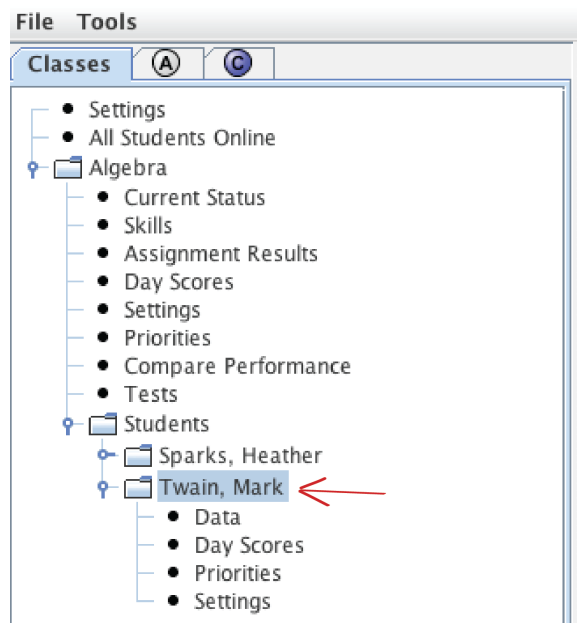 File Tools
Classes A C
Settings
All Students Online
Algebra
Current Status
Skills
Assignment Results
Day Scores
Settings
Priorities
Compare Performance
Tests
Students
Sparks, Heather
Twain, Mark
Data
Day Scores
Priorities
Settings